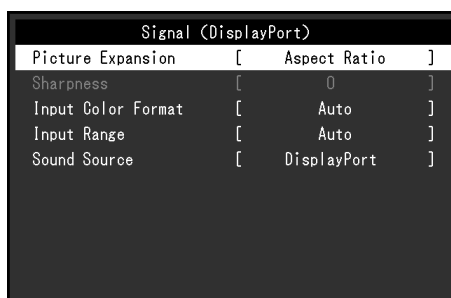 Signal (DisplayPort)
Picture Expansion [ Aspect Ratio ]
Sharpness [ 0 ]
Input Color Format [ Auto ]
Input Range [ Auto ]
Sound Source [ DisplayPort ]